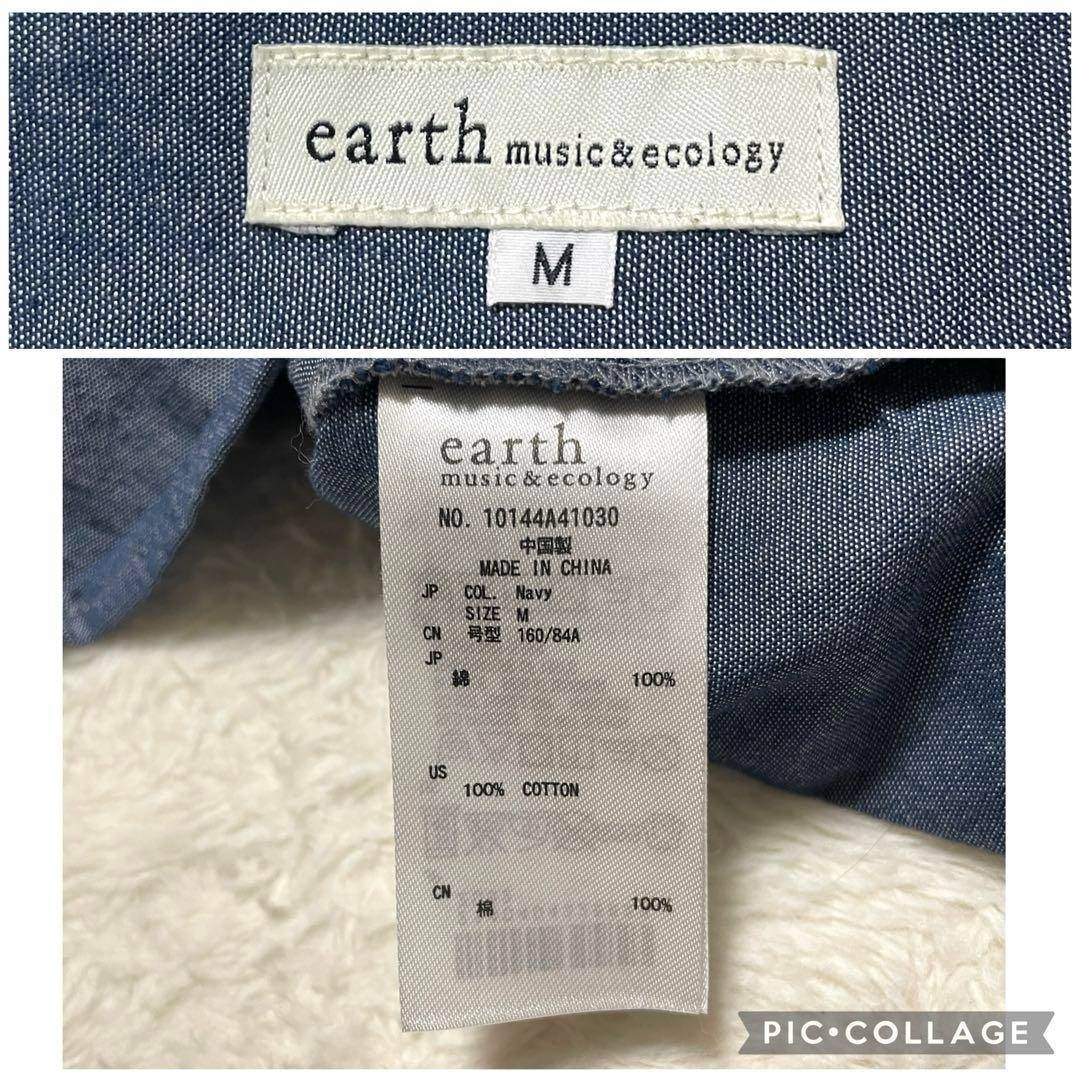 earth music&ecology
M
earth
music&ecology
NO. 10144A41030
中国製
MADE IN CHINA
JP COL. Navy
SIZE M
CN 号型 160/84A
JP
綿 100%
US
100% COTTON
CN
棉 100%
PIC•COLLAGE